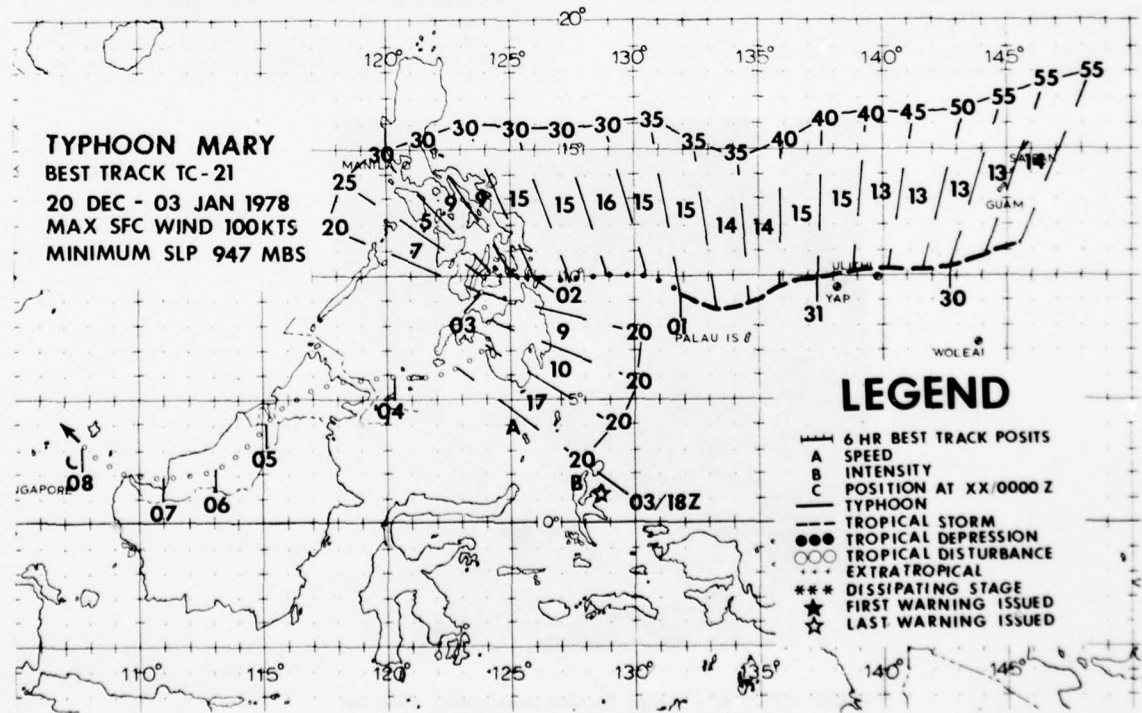 20°
120° 125° 130° 135° 140° 145°
TYPHOON MARY
BEST TRACK TC-21
20 DEC - 03 JAN 1978
MAX SFC WIND 100KTS
MINIMUM SLP 947 MBS
30 30 30 30 30 30 35 35 35 40 40 40 45 50 55 55 55
15°
MANILA
25
20
9 9 15 15 16 15 15 14 14 15 13 13 13 13
5
7
SAIPAN
GUAM
ULITHI
YAP
10°
02
01
31
30
PALAU IS
WOLEAI
03
9
10
17
20
20
20
20
5°
A
B
04
05
06
07
08
C
03/18Z
0°
LEGEND
6 HR BEST TRACK POSITS
A SPEED
B INTENSITY
C POSITION AT XX/0000 Z
TYPHOON
TROPICAL STORM
TROPICAL DEPRESSION
TROPICAL DISTURBANCE
EXTRATROPICAL
*** DISSIPATING STAGE
FIRST WARNING ISSUED
LAST WARNING ISSUED
NGAPORE
110° 115° 120° 125° 130° 135° 140° 145°